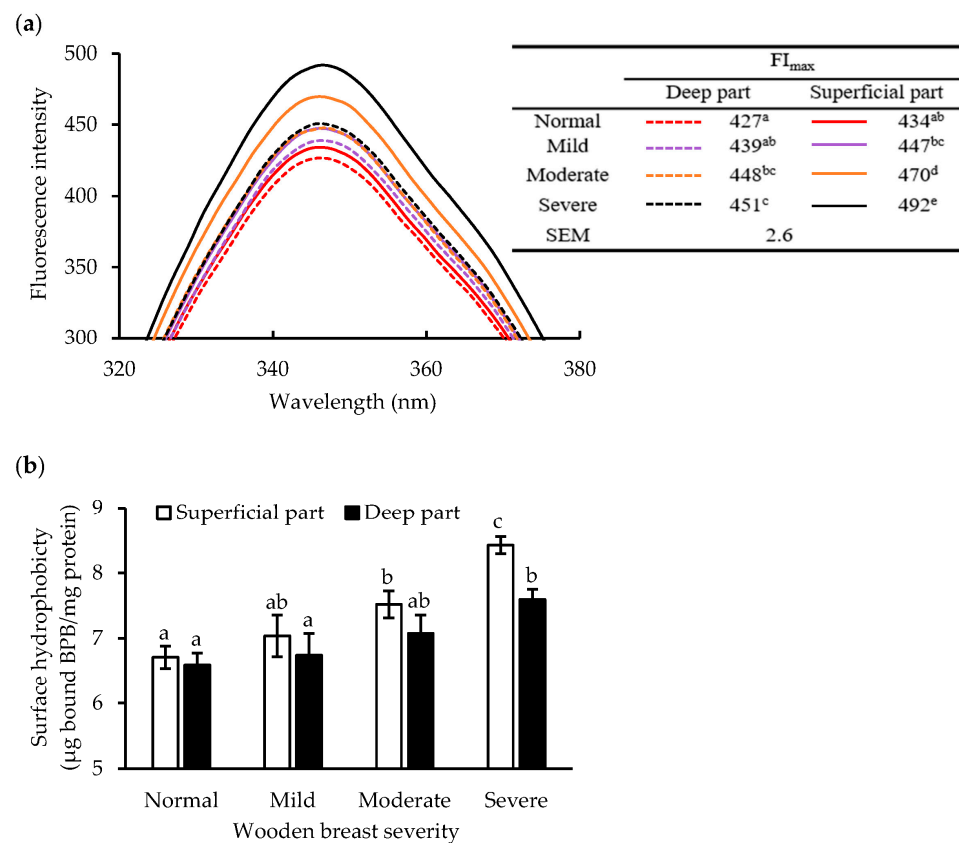 (a)
500
450
400
350
300
Fluorescence intensity
320 340 360 380
Wavelength (nm)
FImax
Deep part Superficial part
Normal 427a 434ab
Mild 439ab 447bc
Moderate 448bc 470d
Severe 451c 492e
SEM 2.6
(b)
Surface hydrophobicty
(µg bound BPB/mg protein)
9
8
7
6
5
Superficial part Deep part
a a ab a b ab c b
Normal Mild Moderate Severe
Wooden breast severity